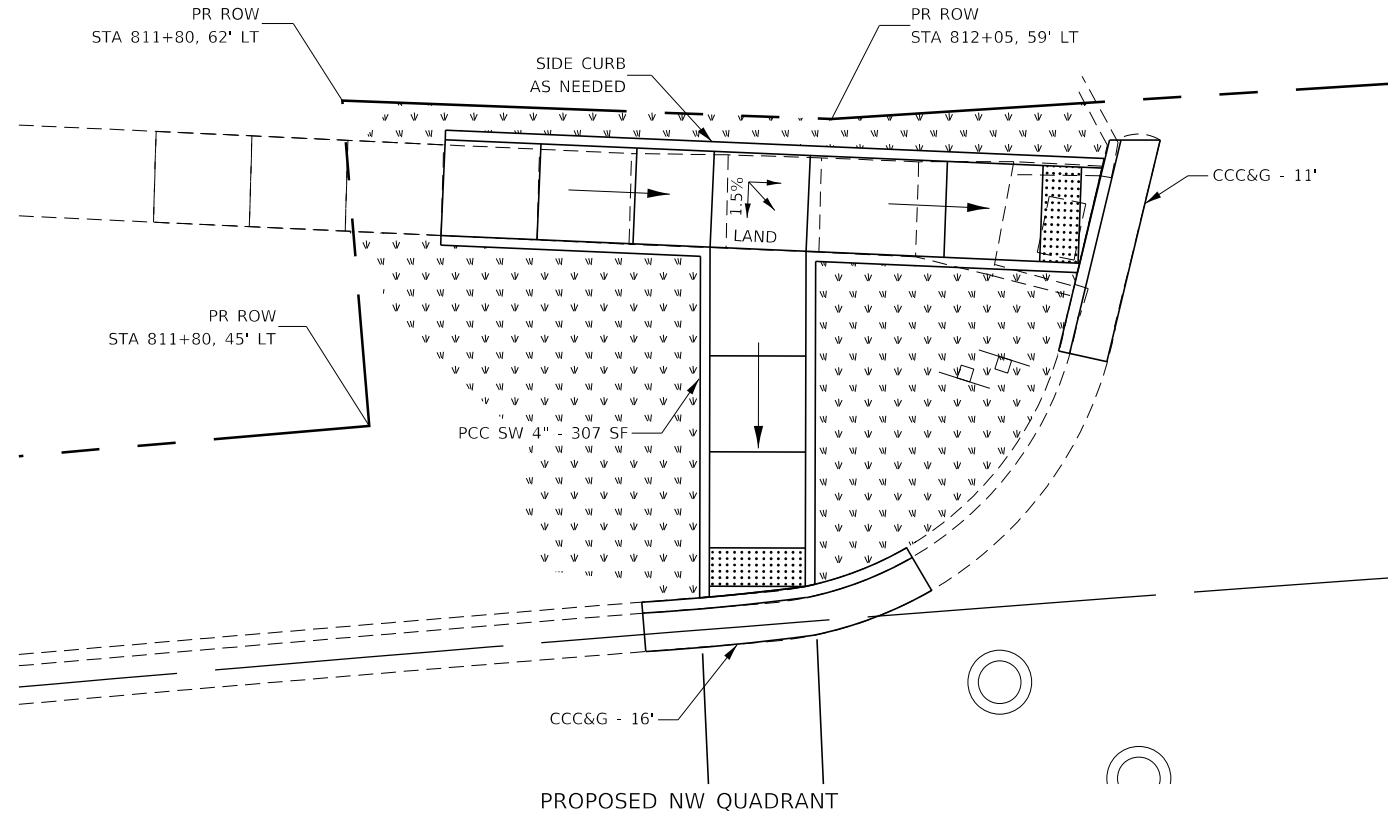 PR ROW
STA 811+80, 62' LT
PR ROW
STA 812+05, 59' LT
SIDE CURB
AS NEEDED
CCC&G - 11'
1.5%
LAND
PR ROW
STA 811+80, 45' LT
PCC SW 4" - 307 SF
CCC&G - 16'
PROPOSED NW QUADRANT